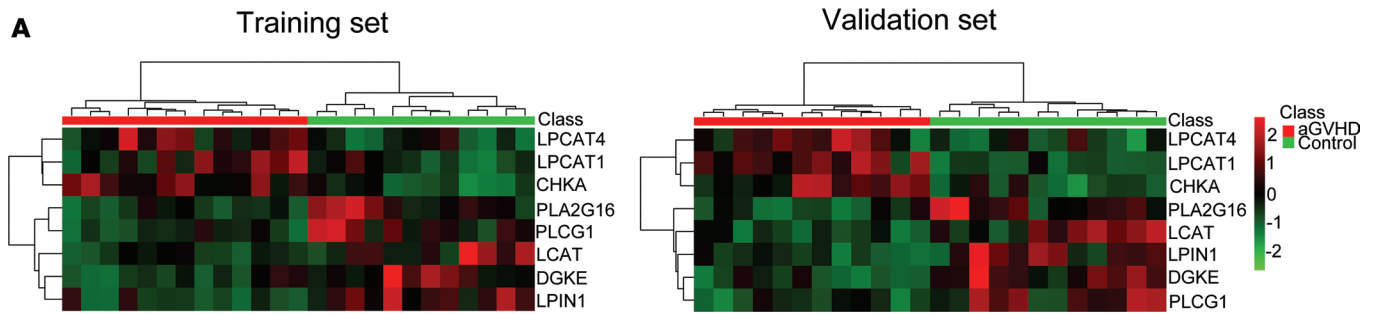 A
Training set
Validation set
Class
LPCAT4
LPCAT1
CHKA
PLA2G16
PLCG1
LCAT
DGKE
LPIN1
Class
LPCAT4
LPCAT1
CHKA
PLA2G16
LCAT
LPIN1
DGKE
PLCG1
Class
aGVHD
Control
2
1
0
-1
-2